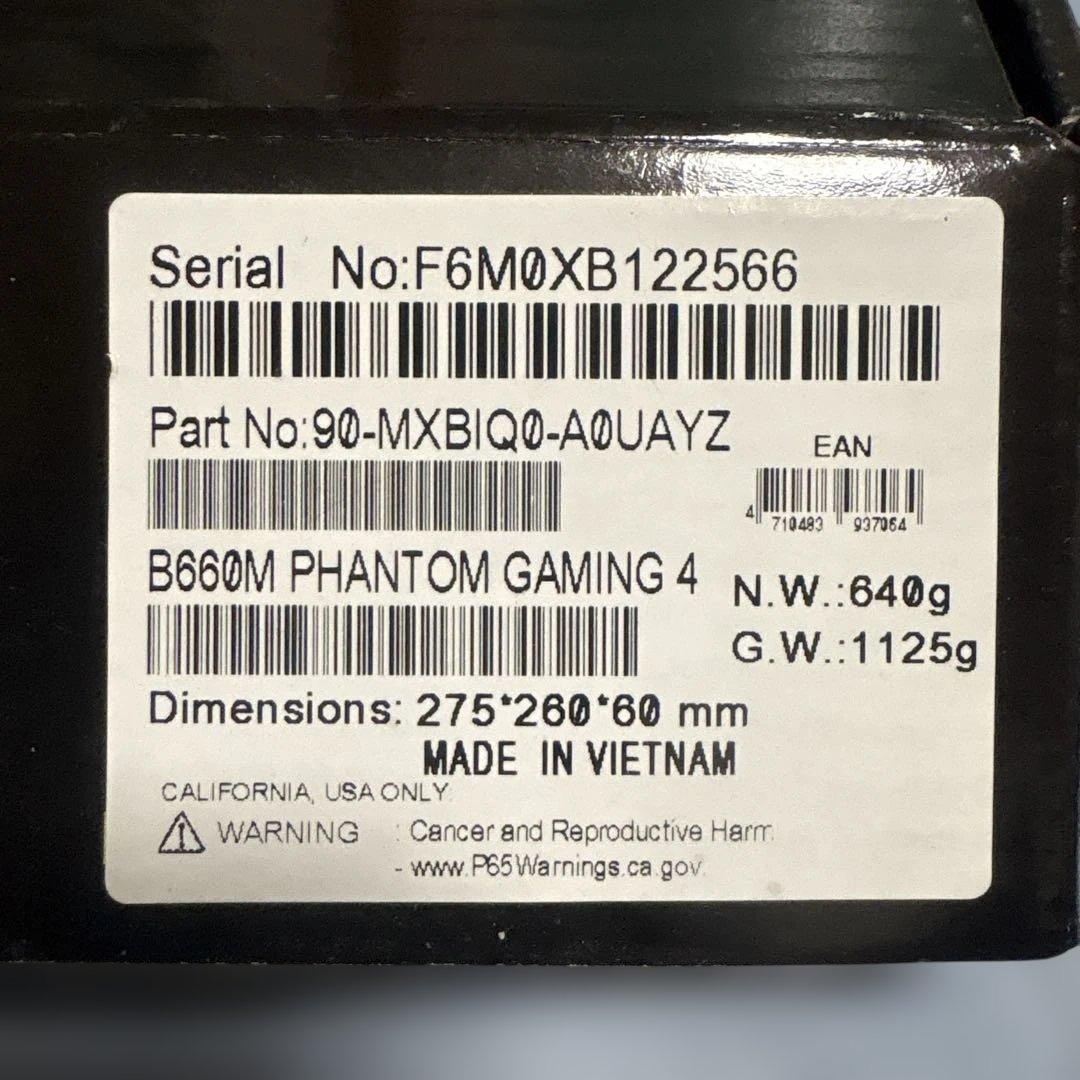 Serial No:F6M0XB122566
Part No:90-MXBIQ0-A0UAYZ
EAN
4 710483 937064
B660M PHANTOM GAMING 4
N.W.:640g
G.W.:1125g
Dimensions: 275*260*60 mm
MADE IN VIETNAM
CALIFORNIA, USA ONLY
WARNING : Cancer and Reproductive Harm
- www.P65Warnings.ca.gov.